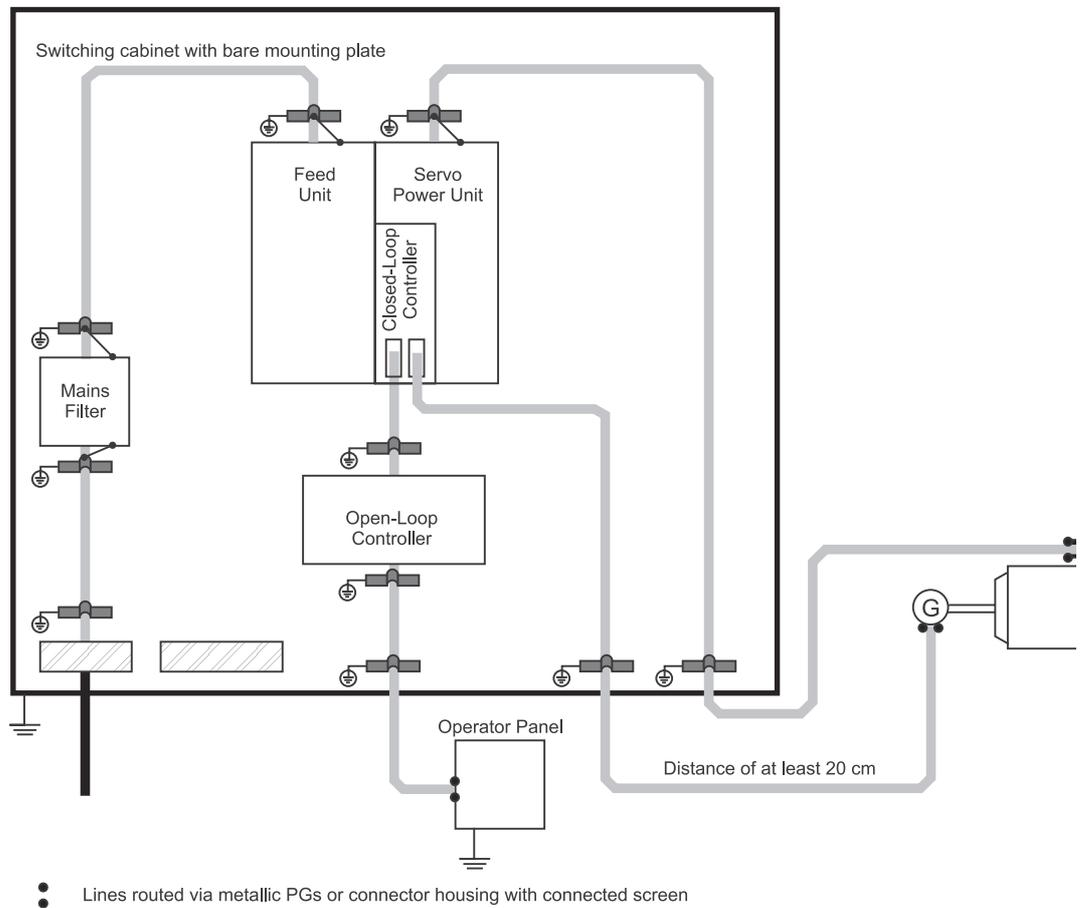 Switching cabinet with bare mounting plate
Feed
Unit
Servo
Power Unit
Closed-Loop
Controller
Mains
Filter
Open-Loop
Controller
G
Operator Panel
Distance of at least 20 cm
Lines routed via metallic PGs or connector housing with connected screen